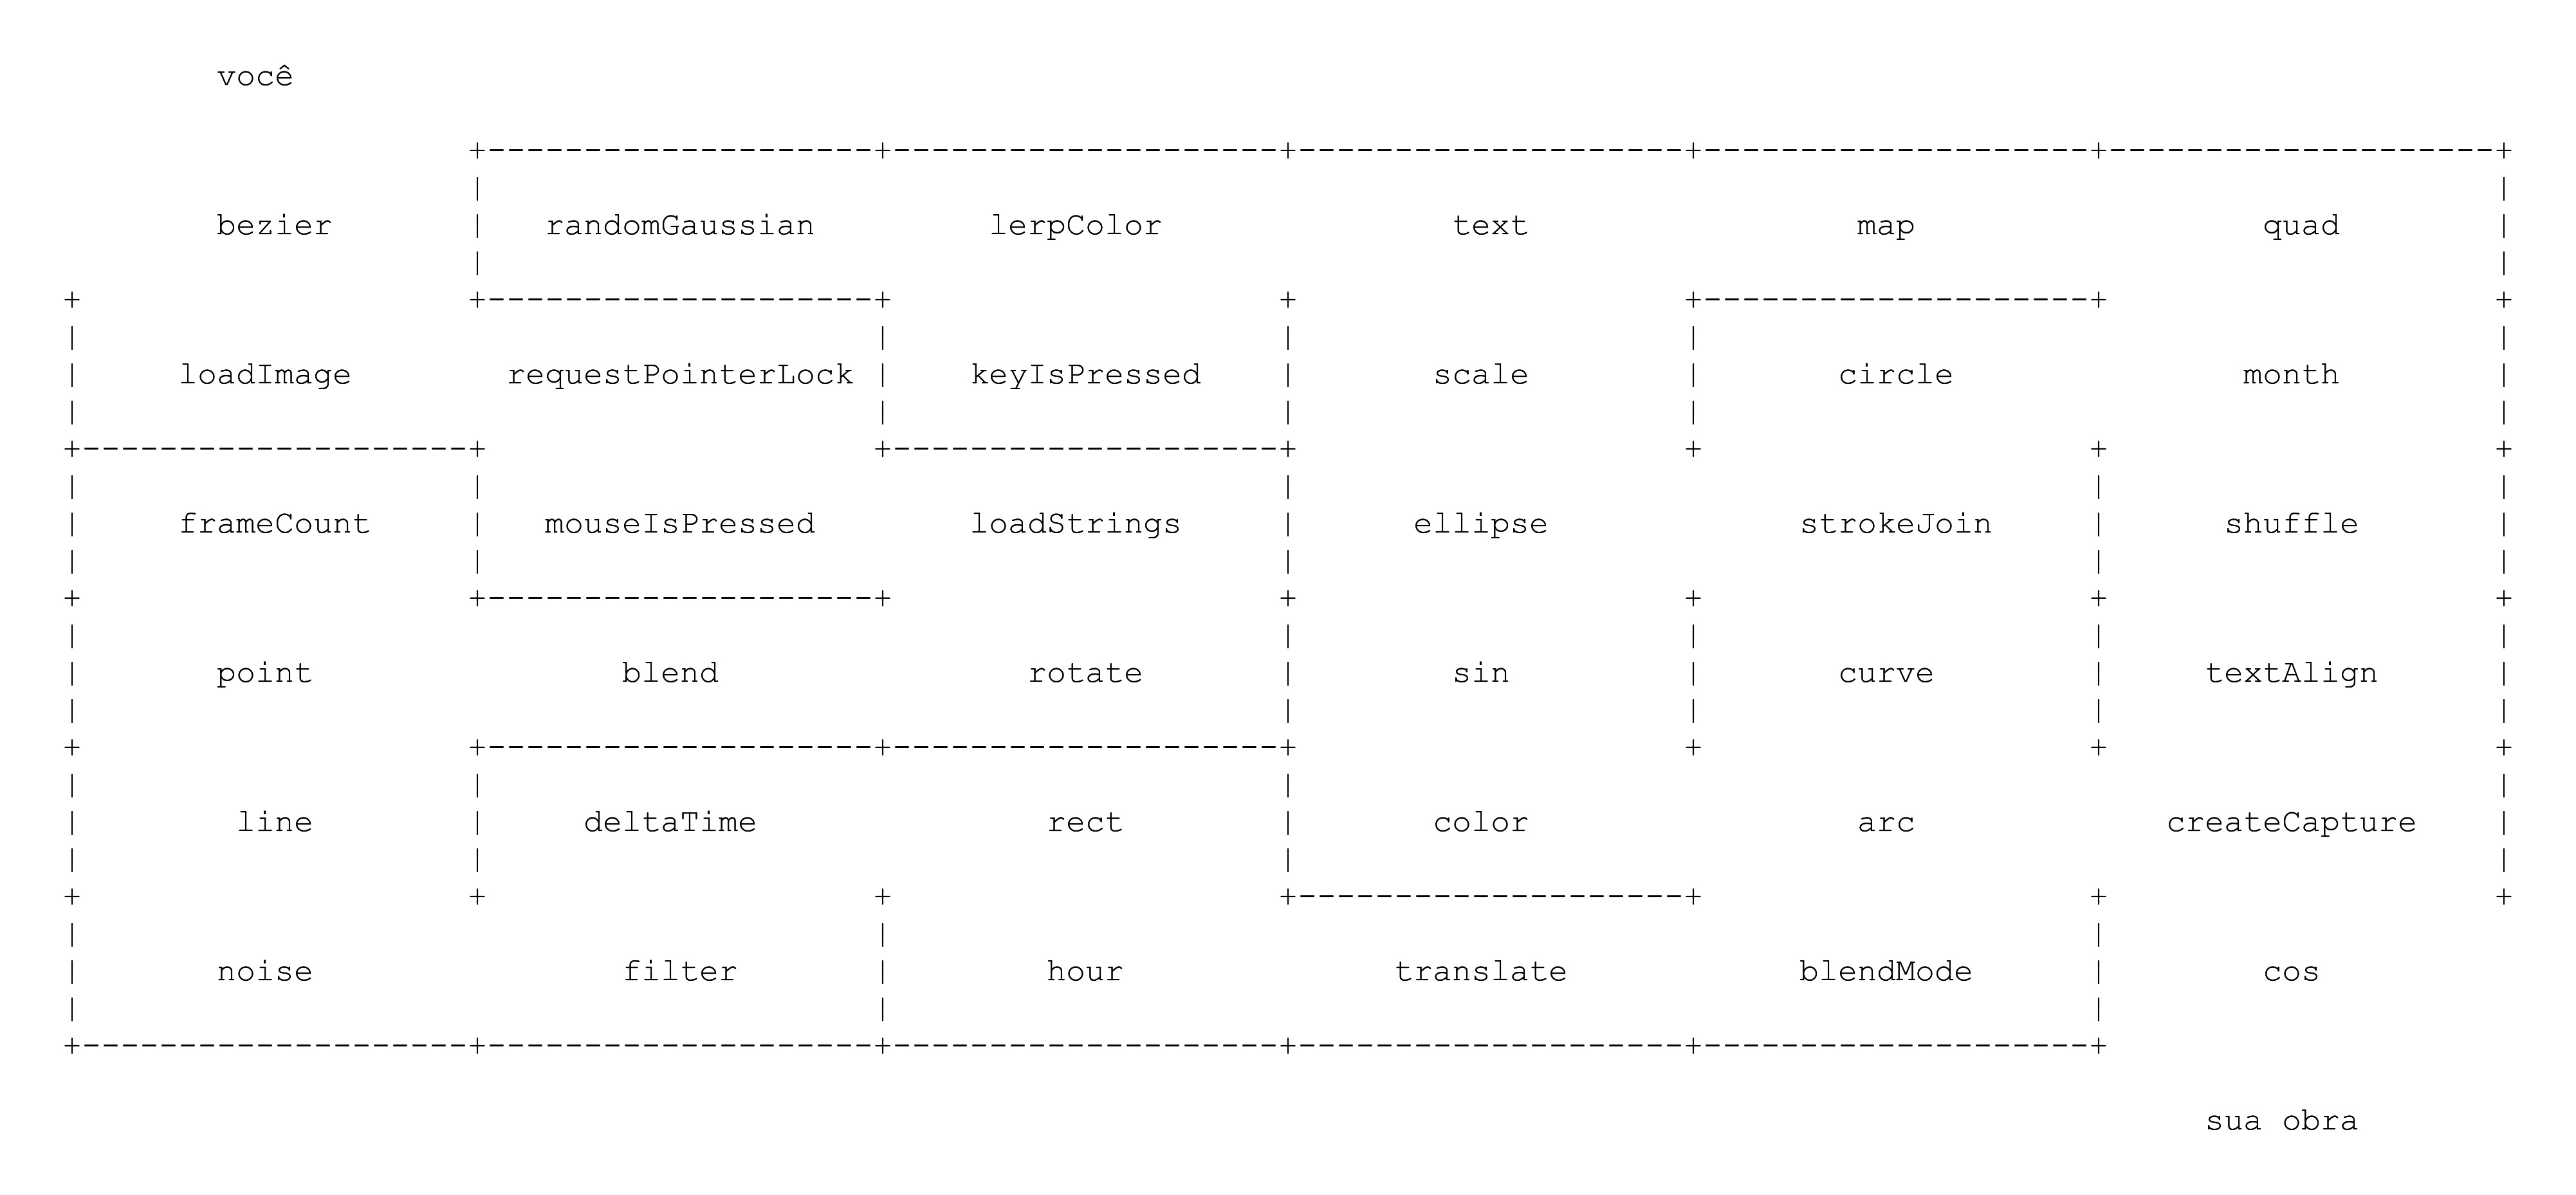 você
bezier randomGaussian lerpColor text map quad
loadImage requestPointerLock keyIsPressed scale circle month
frameCount mouseIsPressed loadStrings ellipse strokeJoin shuffle
point blend rotate sin curve textAlign
line deltaTime rect color arc createCapture
noise filter hour translate blendMode cos
sua obra